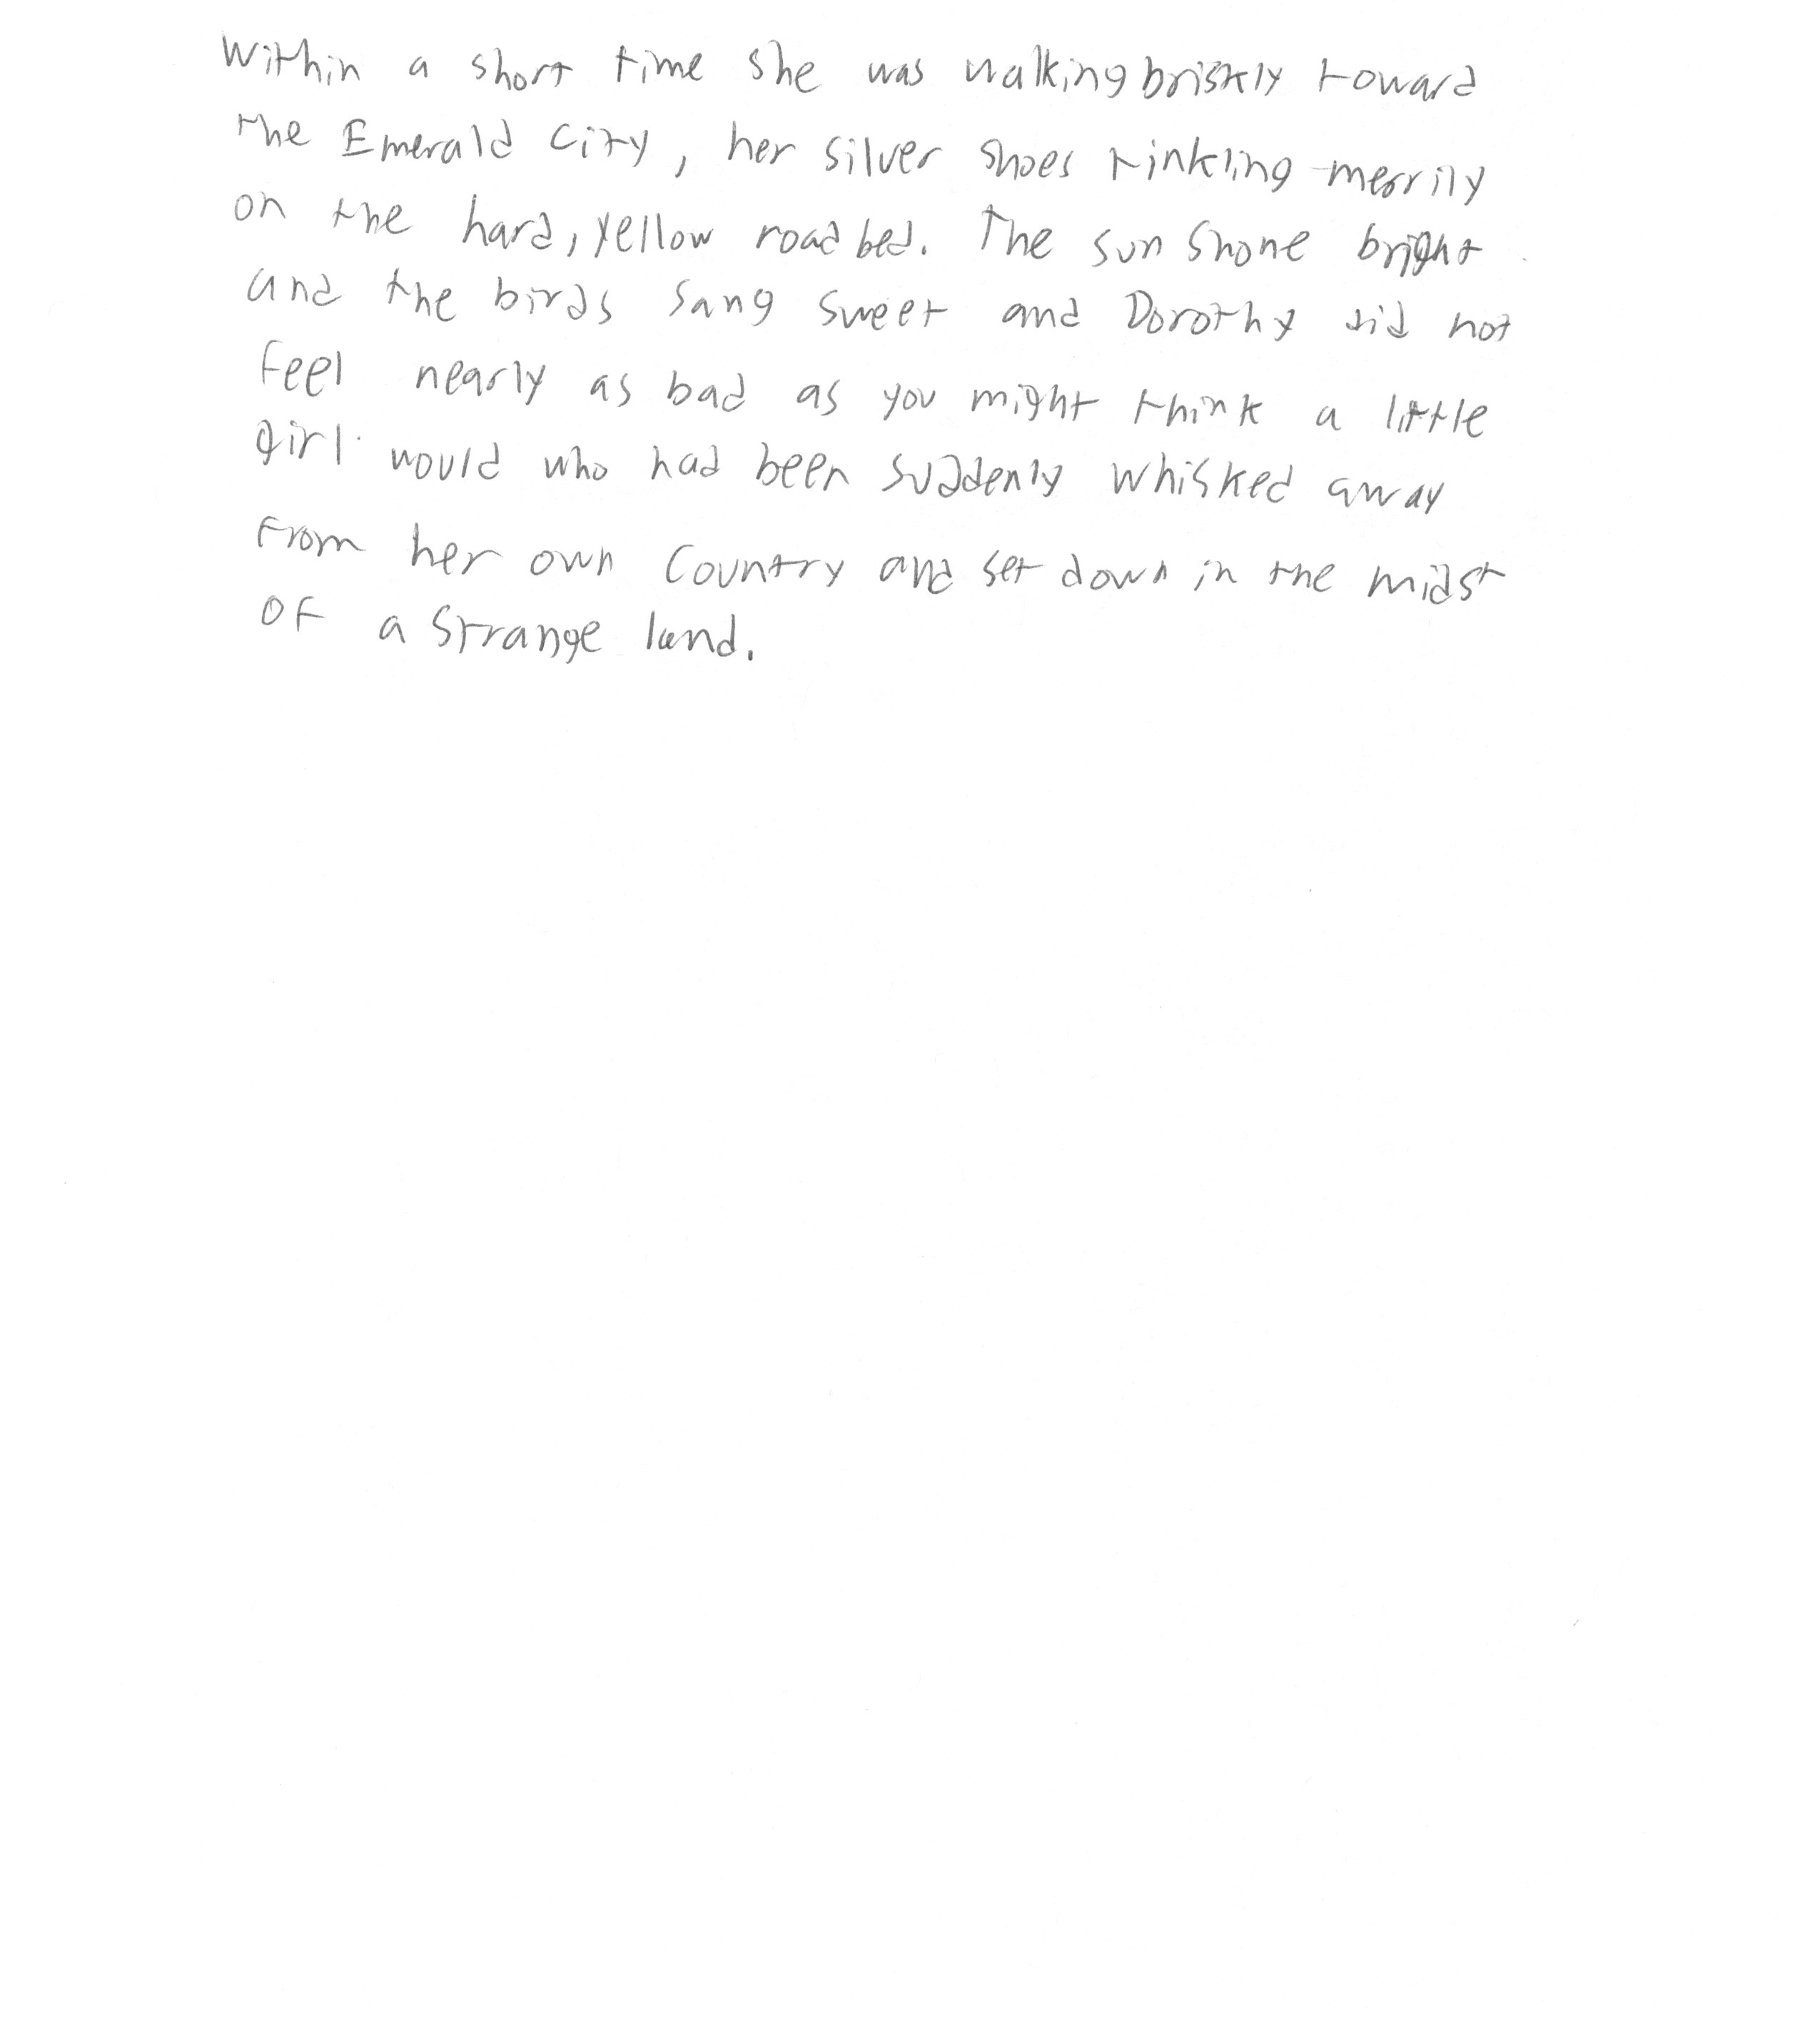 Within a short time she was walking briskly toward
the Emerald City, her silver shoes tinkling merrily
on the hard, yellow road bed. The sun shone bright
and the birds sang sweet and Dorothy did not
feel nearly as bad as you might think a little
girl would who had been suddenly whisked away
from her own country and set down in the midst
of a strange land.